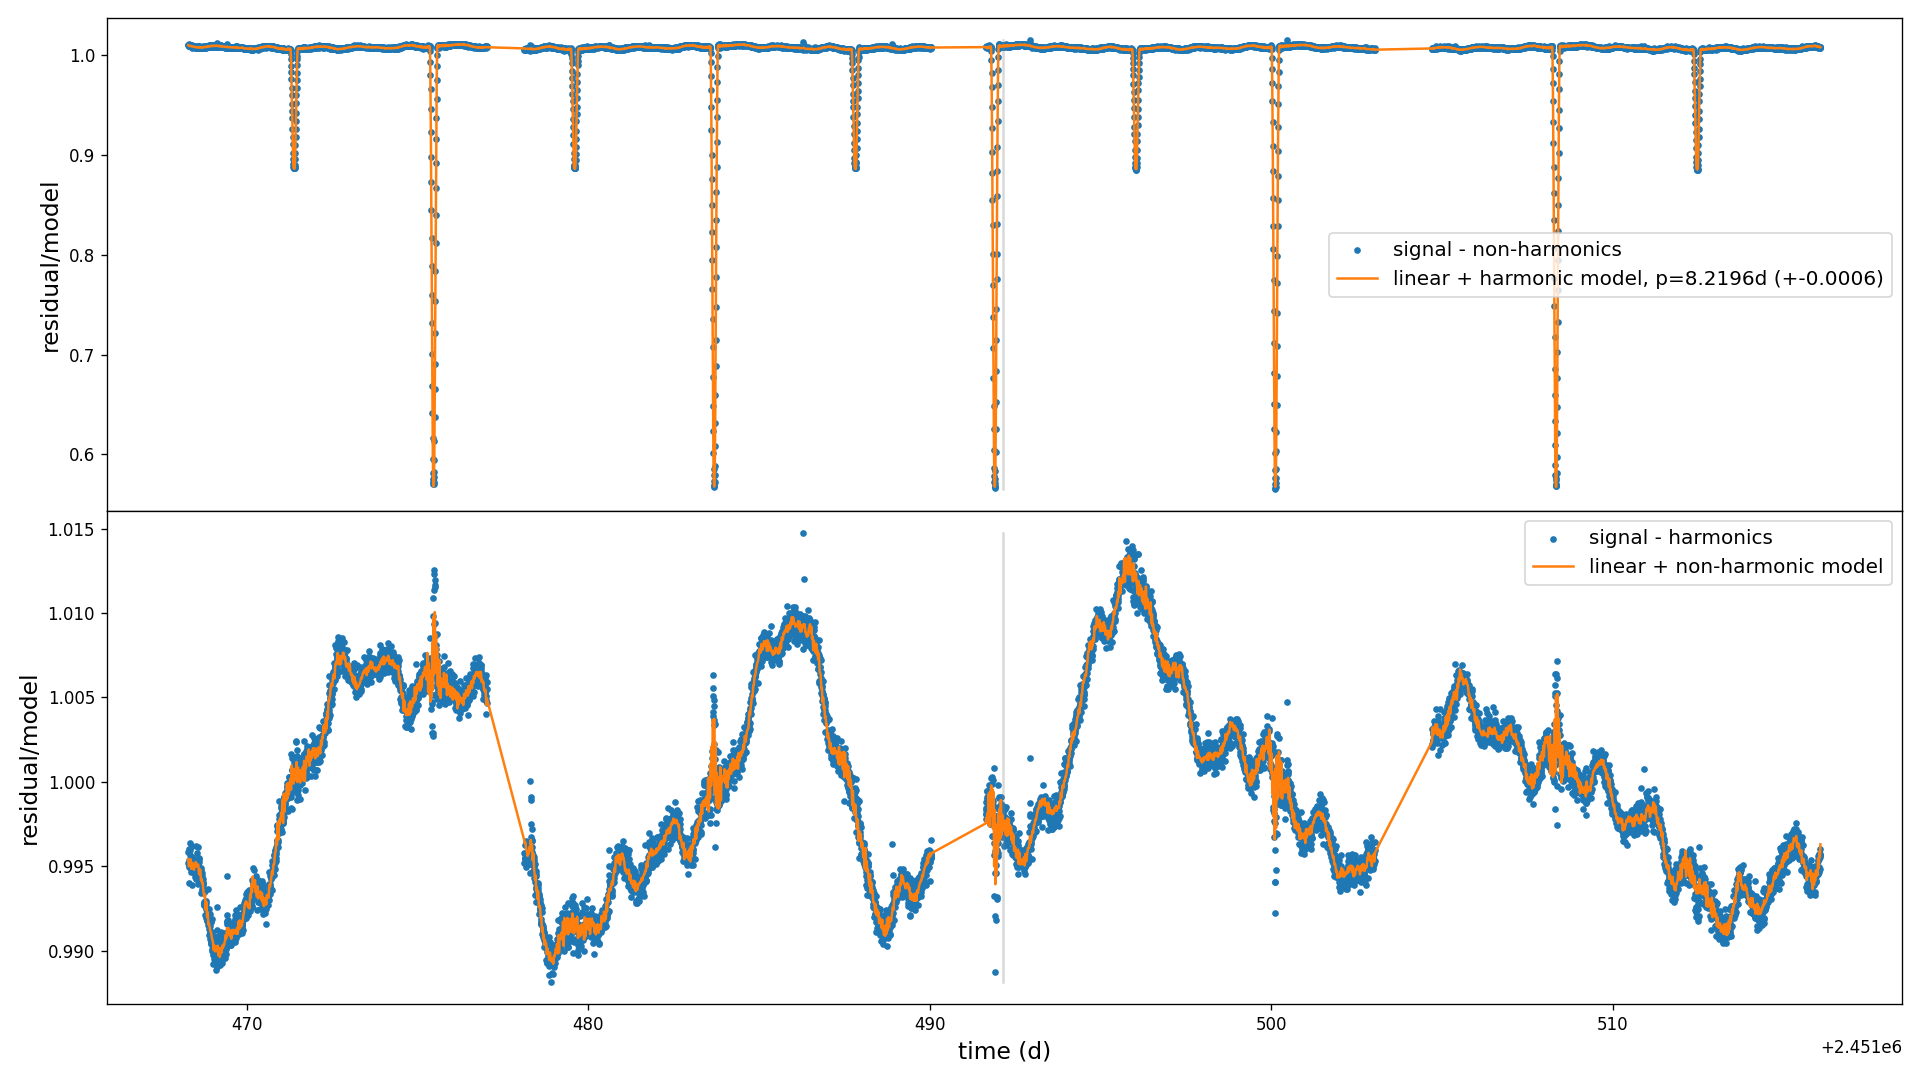 1.0
0.9
0.8
0.7
0.6
residual/model
signal - non-harmonics
linear + harmonic model, p=8.2196d (+-0.0006)
1.015
1.010
1.005
1.000
0.995
0.990
residual/model
signal - harmonics
linear + non-harmonic model
470 480 490 500 510
time (d)
+2.451e6